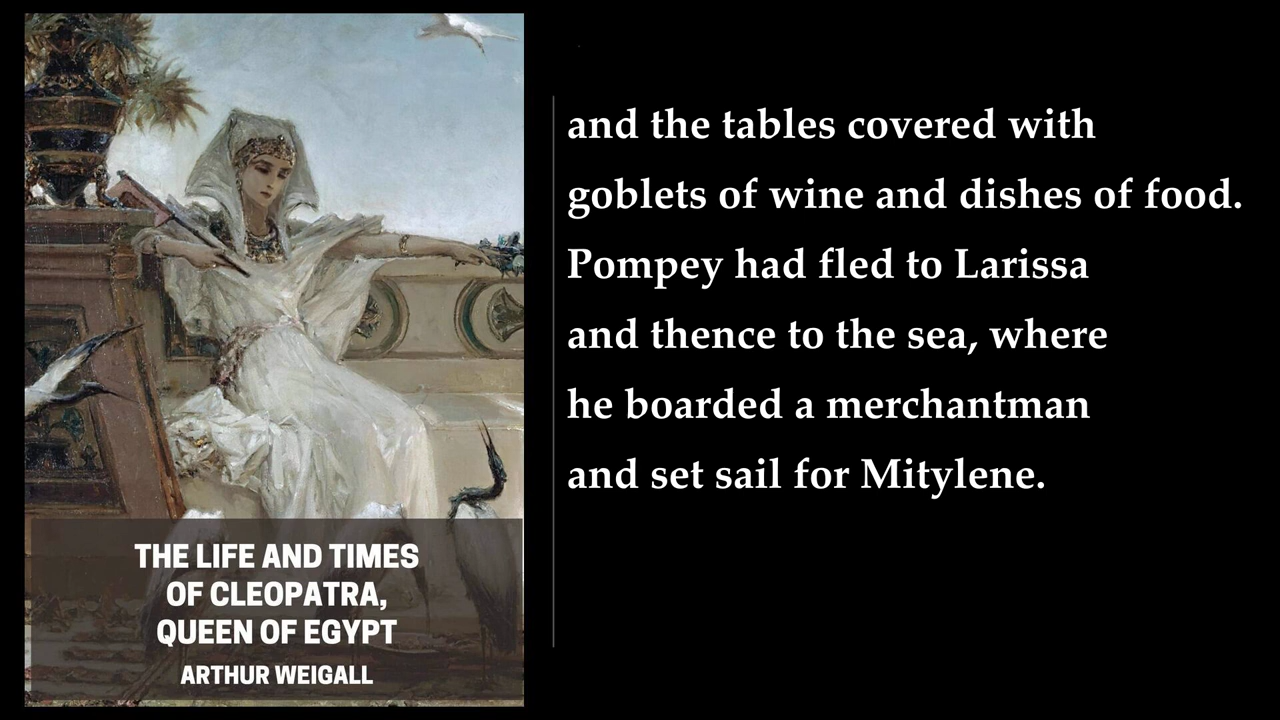 and the tables covered with
goblets of wine and dishes of food.
Pompey had fled to Larissa
and thence to the sea, where
he boarded a merchantman
and set sail for Mitylene.
THE LIFE AND TIMES
OF CLEOPATRA,
QUEEN OF EGYPT
ARTHUR WEIGALL